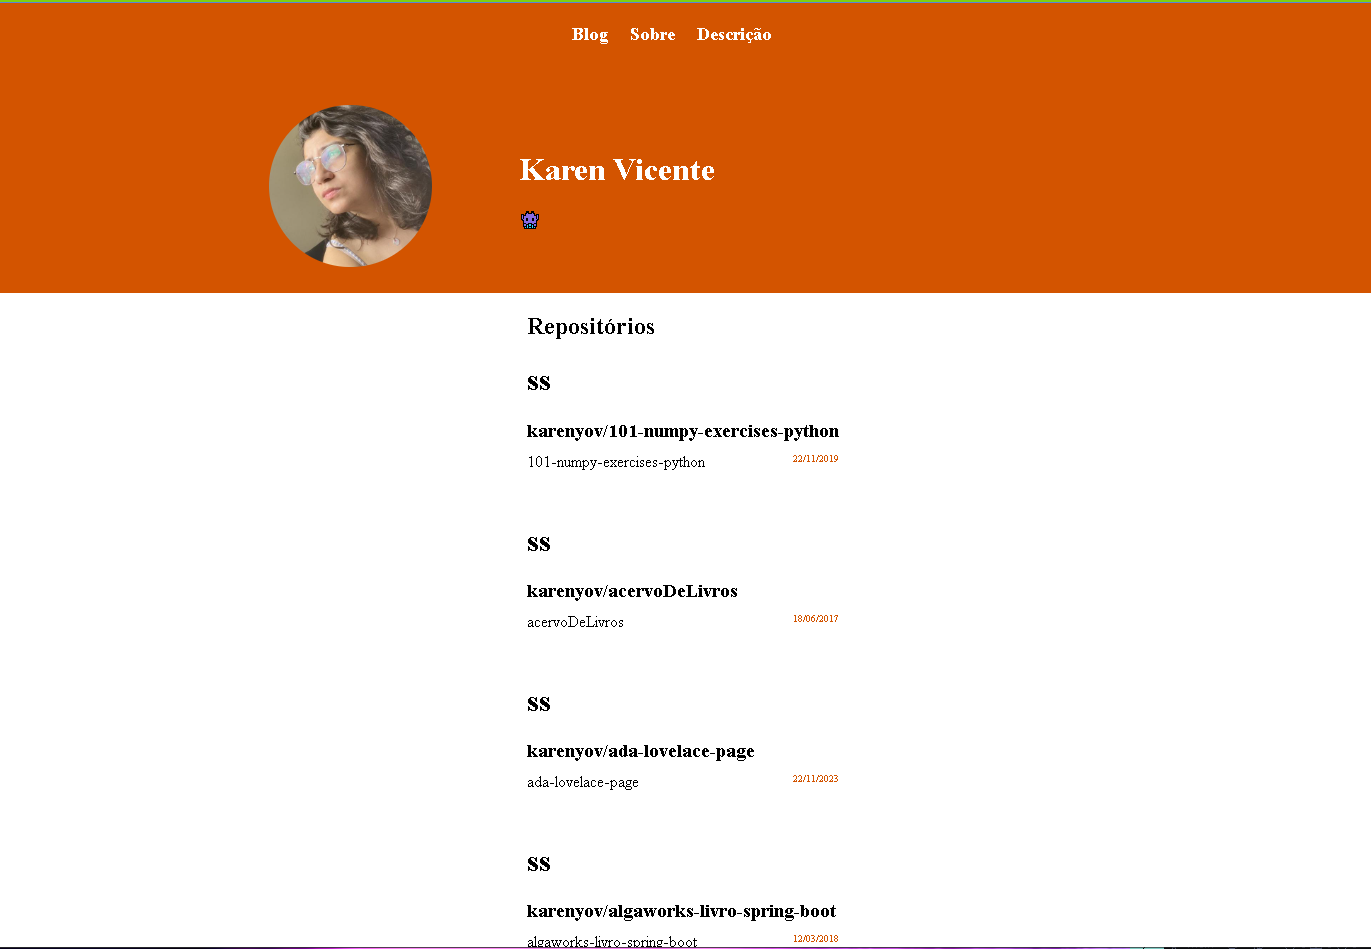 Blog Sobre Descrição
Karen Vicente
Repositórios
ss
karenyov/101-numpy-exercises-python
101-numpy-exercises-python 22/11/2019
ss
karenyov/acervoDeLivros
acervoDeLivros 18/06/2017
ss
karenyov/ada-lovelace-page
ada-lovelace-page 22/11/2023
ss
karenyov/algaworks-livro-spring-boot
algaworks-livro-spring-boot 12/03/2018